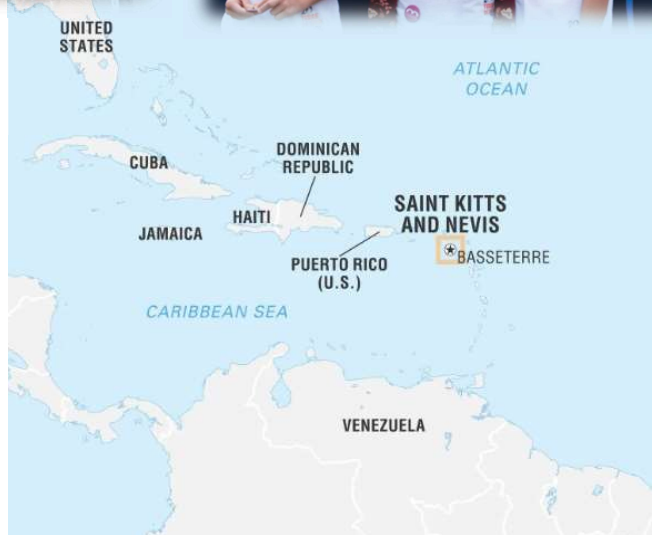 UNITED
STATES
ATLANTIC
OCEAN
CUBA
DOMINICAN
REPUBLIC
HAITI
JAMAICA
SAINT KITTS
AND NEVIS
BASSETERRE
PUERTO RICO
(U.S.)
CARIBBEAN SEA
VENEZUELA